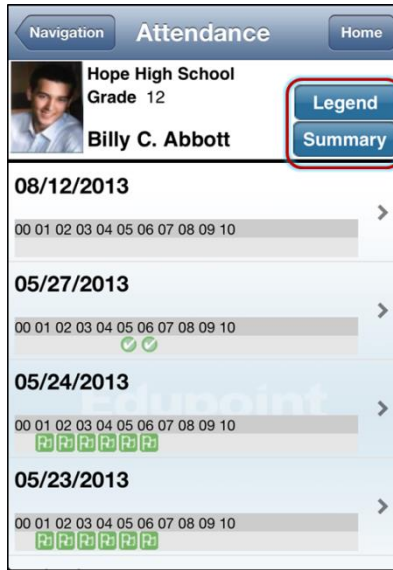 Navigation Attendance Home
Hope High School
Grade 12
Legend
Billy C. Abbott
Summary
08/12/2013
00 01 02 03 04 05 06 07 08 09 10
05/27/2013
00 01 02 03 04 05 06 07 08 09 10
05/24/2013
Edupoint
00 01 02 03 04 05 06 07 08 09 10
05/23/2013
00 01 02 03 04 05 06 07 08 09 10